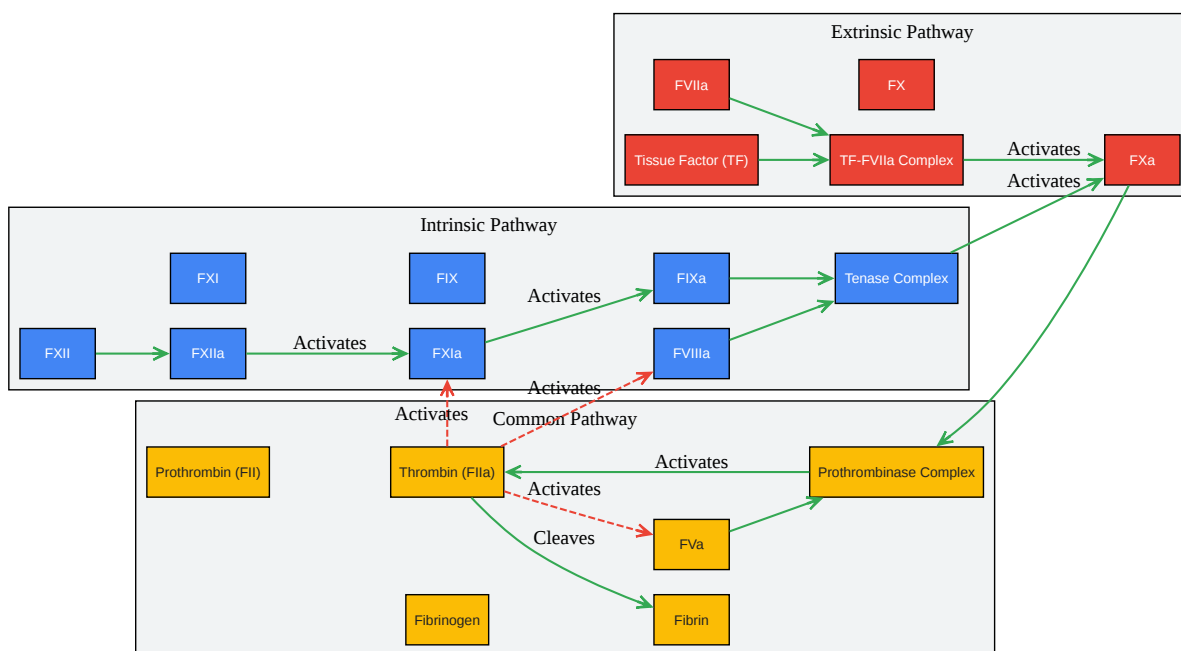 Extrinsic Pathway
FVIIa
FX
Tissue Factor (TF)
TF-FVIIa Complex
Activates
FXa
Activates
Intrinsic Pathway
FXI
FIX
FIXa
Tenase Complex
Activates
FXII
FXIIa
Activates
FXIa
FVIIIa
Activates
Activates
Common Pathway
Prothrombin (FII)
Thrombin (FIIa)
Activates
Prothrombinase Complex
Activates
Cleaves
FVa
Fibrinogen
Fibrin